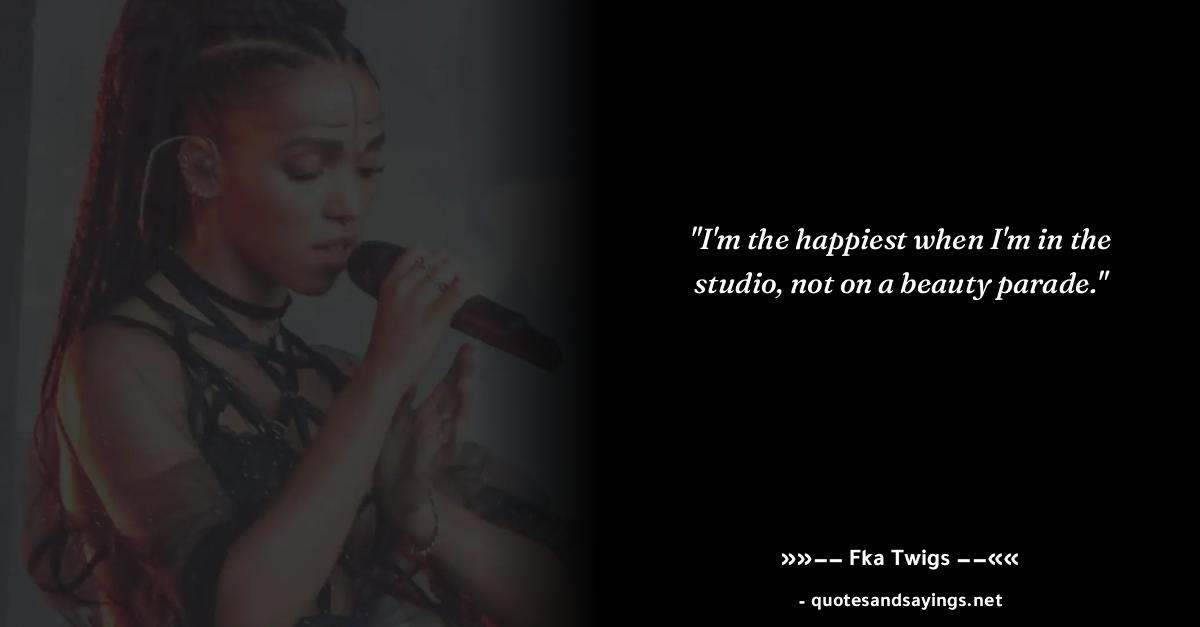 "I'm the happiest when I'm in the
studio, not on a beauty parade."
»»−− Fka Twigs −−««
- quotesandsayings.net